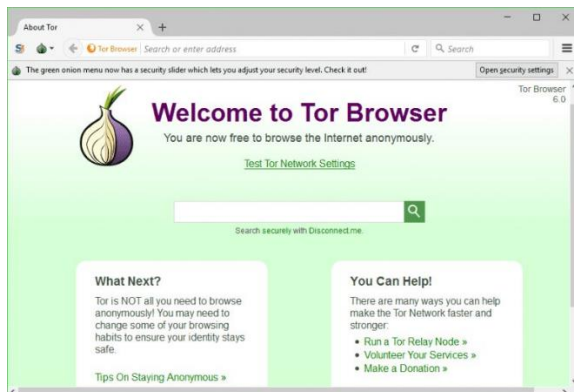 About Tor
Tor Browser Search or enter address
Search
The green onion menu now has a security slider which lets you adjust your security level. Check it out!
Open security settings
Tor Browser
6.0
Welcome to Tor Browser
You are now free to browse the Internet anonymously.
Test Tor Network Settings
Search securely with Disconnect.me.
What Next?
Tor is NOT all you need to browse
anonymously! You may need to
change some of your browsing
habits to ensure your identity stays
safe.
Tips On Staying Anonymous »
You Can Help!
There are many ways you can help
make the Tor Network faster and
stronger:
Run a Tor Relay Node »
Volunteer Your Services »
Make a Donation »